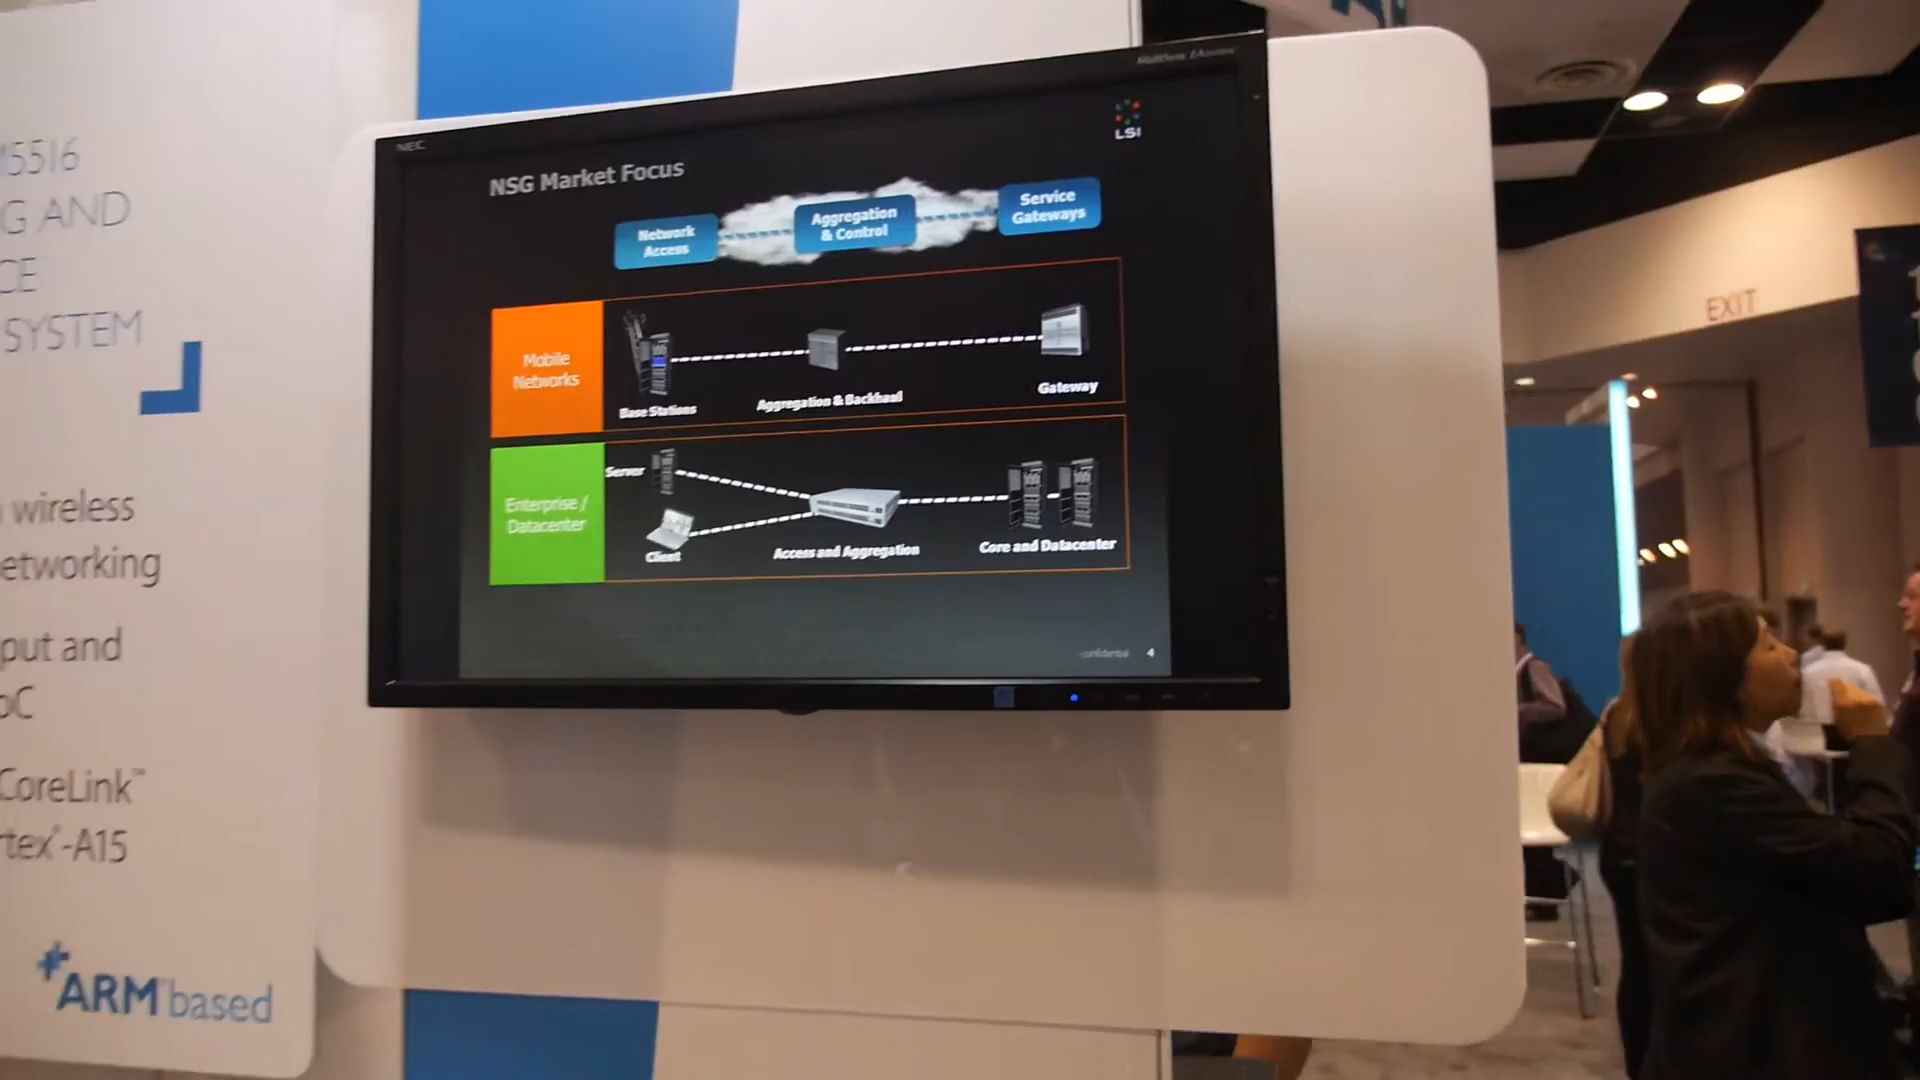 5516
G AND
CE
SYSTEM
wireless
etworking
put and
oC
CoreLink™
rtex®-A15
ARM based
NEC
MultiSync
LSI
NSG Market Focus
Network
Access
Aggregation
& Control
Service
Gateways
Mobile
Networks
Base Stations
Aggregation & Backhaul
Gateway
Enterprise /
Datacenter
Server
Client
Access and Aggregation
Core and Datacenter
confidential 4
EXIT